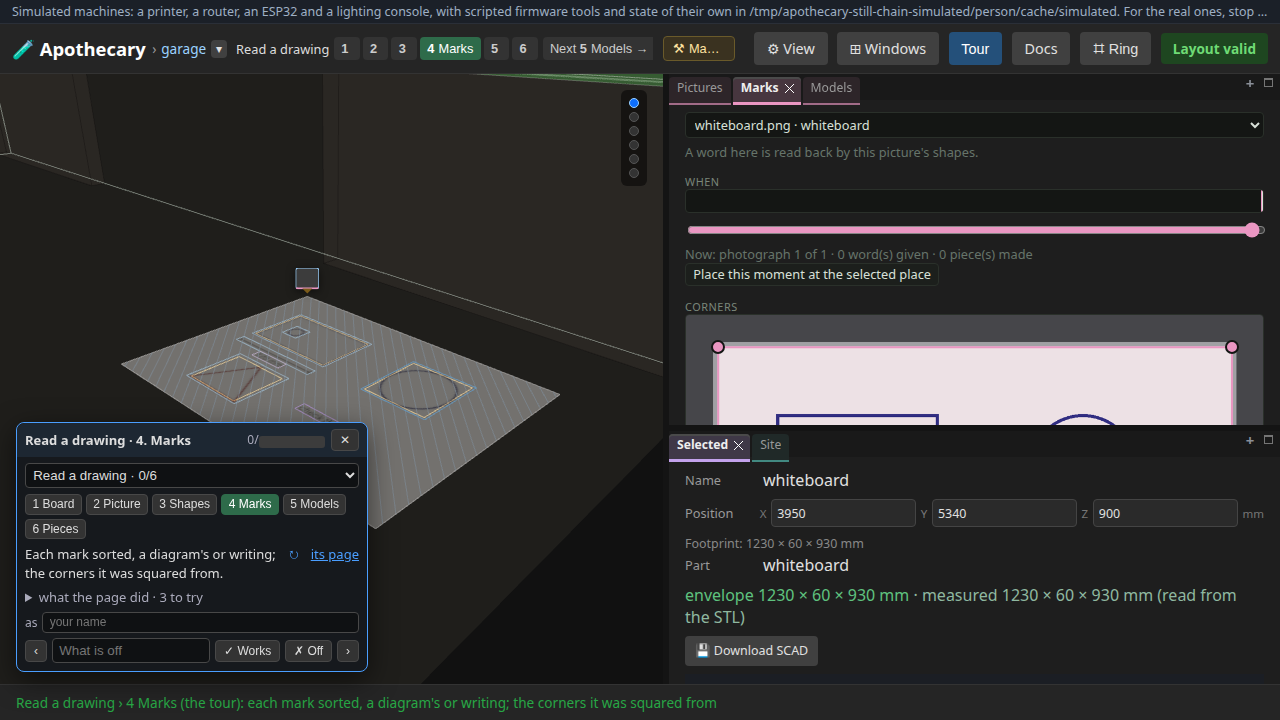 Simulated machines: a printer, a router, an ESP32 and a lighting console, with scripted firmware tools and state of their own in /tmp/apothecary-still-chain-simulated/person/cache/simulated. For the real ones, stop ...
Apothecary › garage ▾ Read a drawing 1 2 3 4 Marks 5 6 Next 5 Models → ⚒ Ma... ⚙ View ⊞ Windows Tour Docs ⌗ Ring Layout valid
Pictures Marks Models
whiteboard.png · whiteboard
A word here is read back by this picture's shapes.
WHEN
Now: photograph 1 of 1 · 0 word(s) given · 0 piece(s) made
Place this moment at the selected place
CORNERS
Read a drawing · 4. Marks 0/
Read a drawing · 0/6
1 Board 2 Picture 3 Shapes 4 Marks 5 Models
6 Pieces
Each mark sorted, a diagram's or writing; ↻ its page
the corners it was squared from.
▶ what the page did · 3 to try
as your name
‹ What is off ✓ Works ✗ Off ›
Selected Site
Name whiteboard
Position X 3950 Y 5340 Z 900 mm
Footprint: 1230 × 60 × 930 mm
Part whiteboard
envelope 1230 × 60 × 930 mm · measured 1230 × 60 × 930 mm (read from
the STL)
Download SCAD
Read a drawing › 4 Marks (the tour): each mark sorted, a diagram's or writing; the corners it was squared from